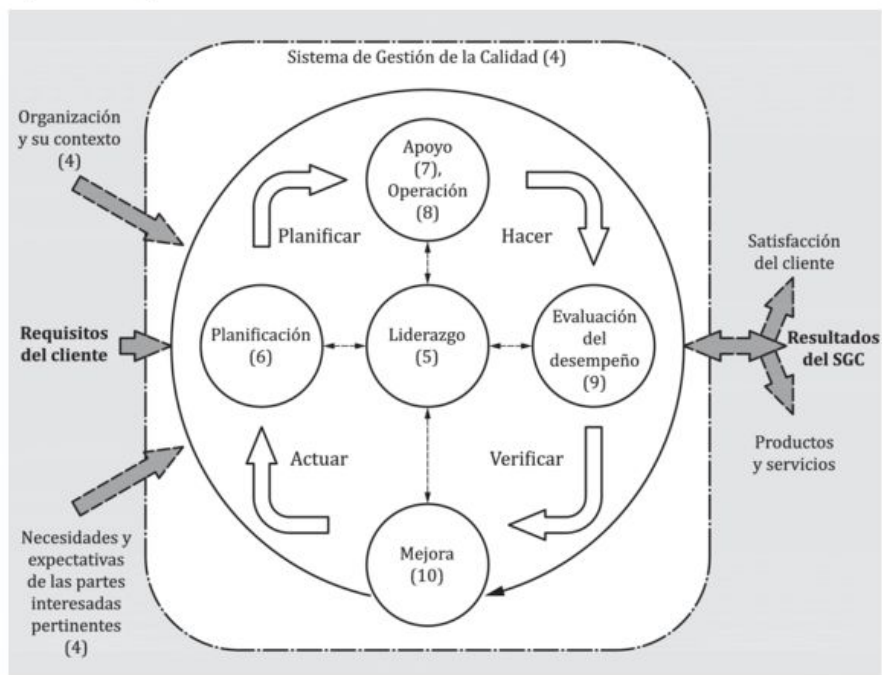 Sistema de Gestión de la Calidad (4)
Organización
y su contexto
(4)
Requisitos
del cliente
Necesidades y
expectativas
de las partes
interesadas
pertinentes
(4)
Apoyo
(7),
Operación
(8)
Planificar
Hacer
Planificación
(6)
Liderazgo
(5)
Evaluación
del
desempeño
(9)
Actuar
Verificar
Mejora
(10)
Satisfacción
del cliente
Resultados
del SGC
Productos
y servicios